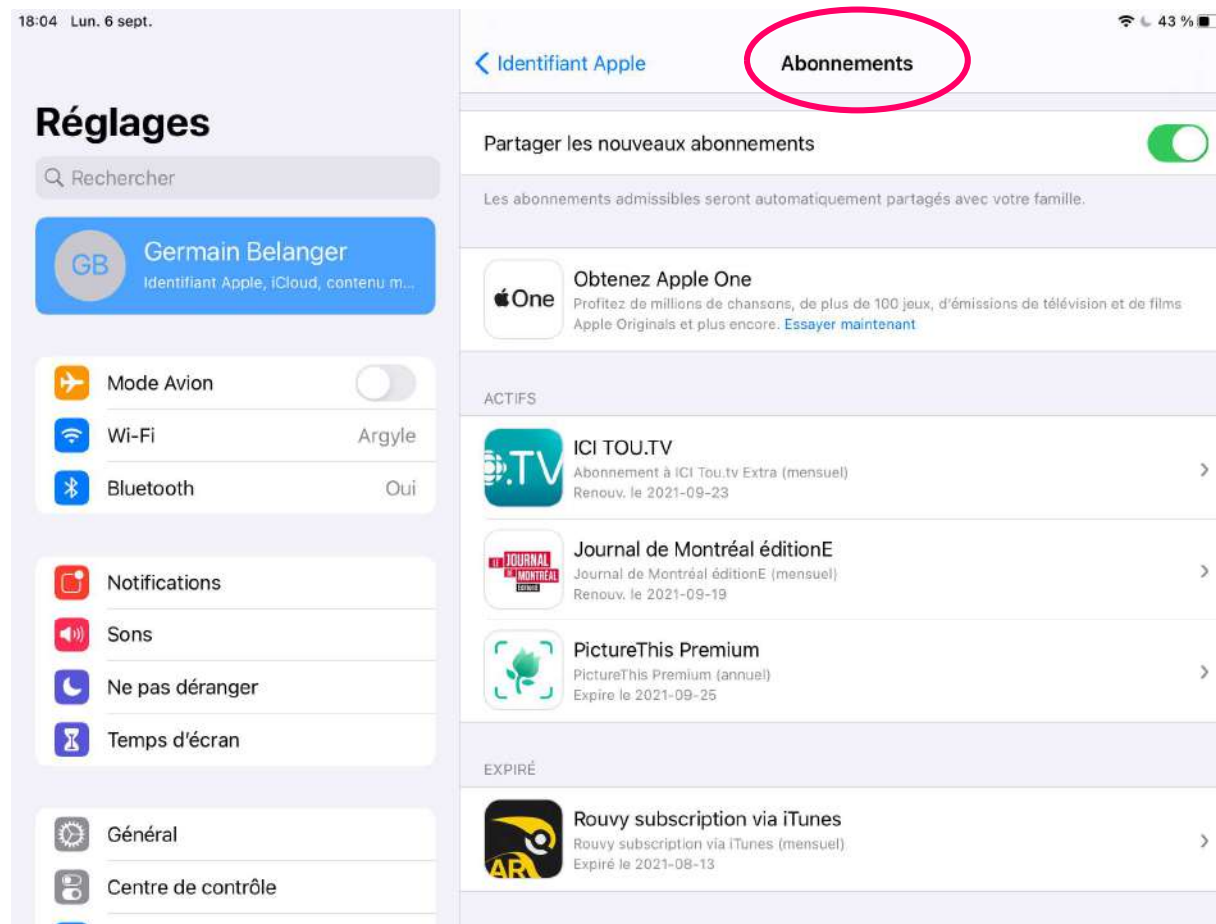 18:04 Lun. 6 sept.
43 %
Réglages
Rechercher
GB
Germain Belanger
Identifiant Apple, iCloud, contenu m...
Mode Avion
Wi-Fi Argyle
Bluetooth Oui
Notifications
Sons
Ne pas déranger
Temps d'écran
Général
Centre de contrôle
Identifiant Apple
Abonnements
Partager les nouveaux abonnements
Les abonnements admissibles seront automatiquement partagés avec votre famille.
One
Obtenez Apple One
Profitez de millions de chansons, de plus de 100 jeux, d'émissions de télévision et de films
Apple Originals et plus encore. Essayer maintenant
ACTIFS
.TV
ICI TOU.TV
Abonnement à ICI Tou.tv Extra (mensuel)
Renouv. le 2021-09-23
LE JOURNAL
DE MONTRÉAL
Journal de Montréal éditionE
Journal de Montréal éditionE (mensuel)
Renouv. le 2021-09-19
PictureThis Premium
PictureThis Premium (annuel)
Expire le 2021-09-25
EXPIRÉ
AR
Rouvy subscription via iTunes
Rouvy subscription via iTunes (mensuel)
Expiré le 2021-08-13